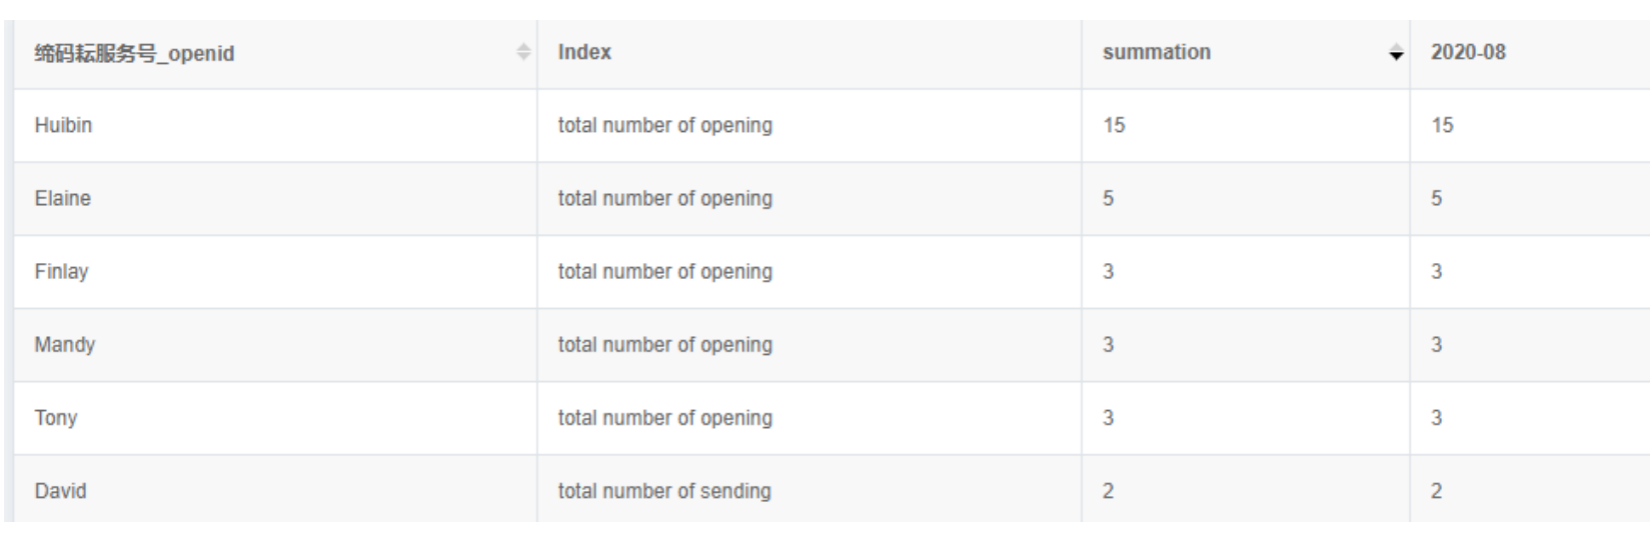 缔码耘服务号_openid Index summation 2020-08
Huibin total number of opening 15 15
Elaine total number of opening 5 5
Finlay total number of opening 3 3
Mandy total number of opening 3 3
Tony total number of opening 3 3
David total number of sending 2 2